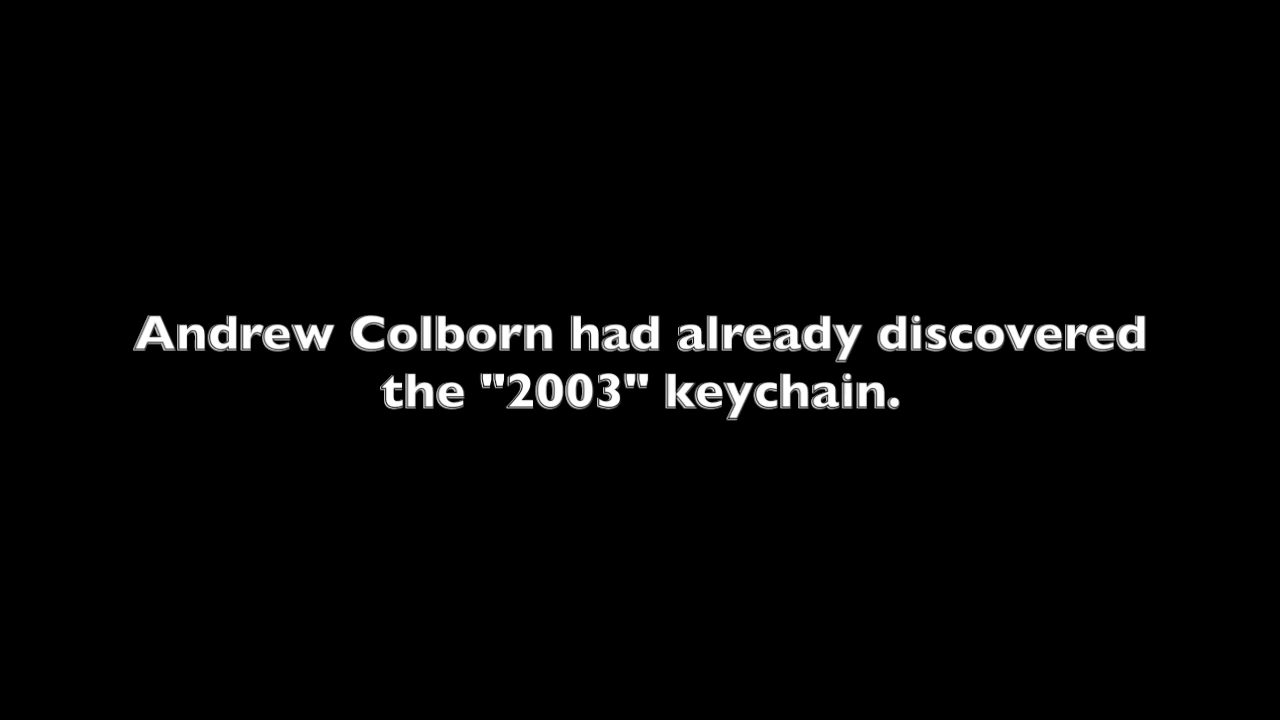 Andrew Colborn had already discovered
the "2003" keychain.